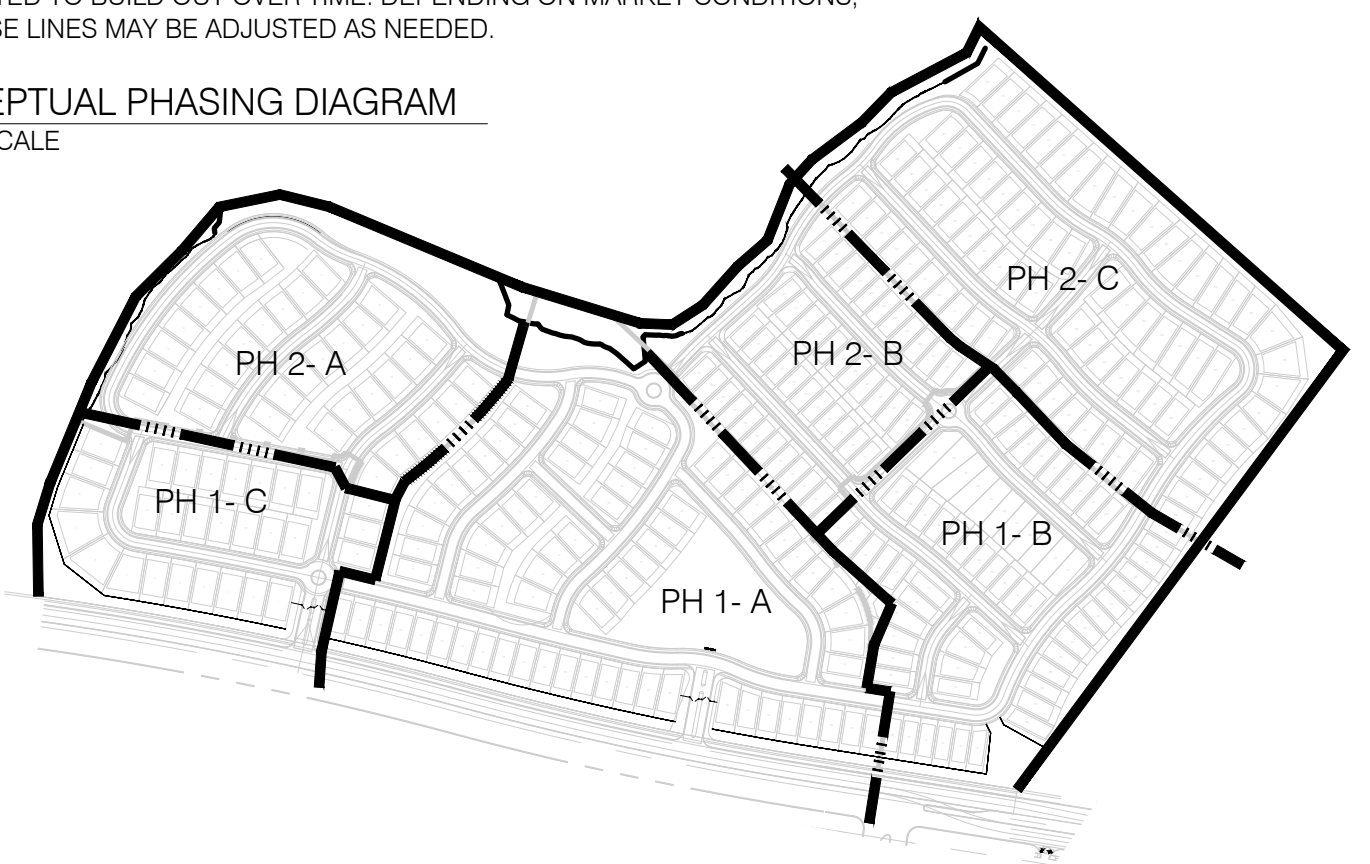 SE LINES MAY BE ADJUSTED AS NEEDED.
EPTUAL PHASING DIAGRAM
CALE
PH 2- C
PH 2- B
PH 2- A
PH 1- C
PH 1- B
PH 1- A